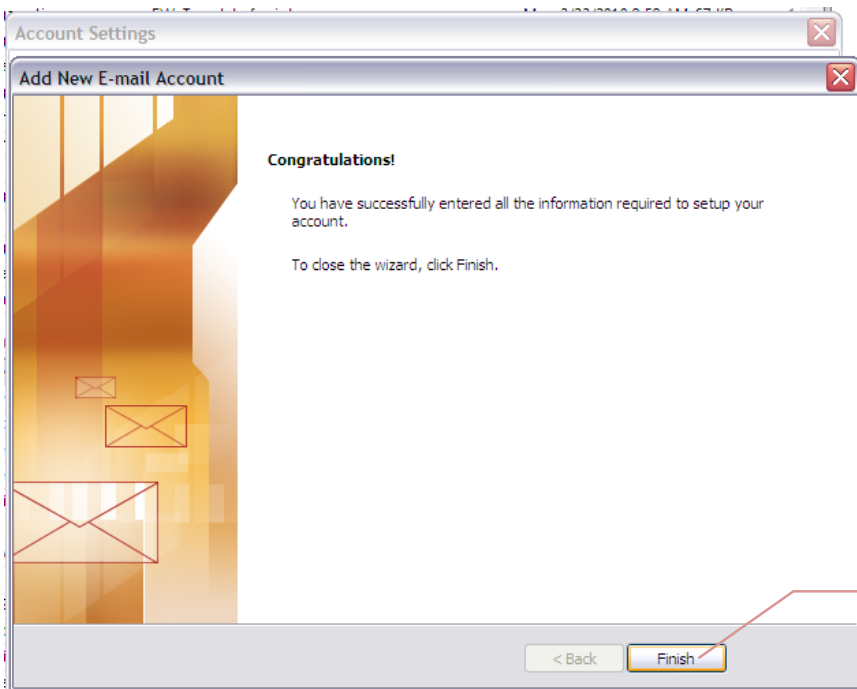 Account Settings
Add New E-mail Account
Congratulations!
You have successfully entered all the information required to setup your
account.
To close the wizard, click Finish.
< Back
Finish